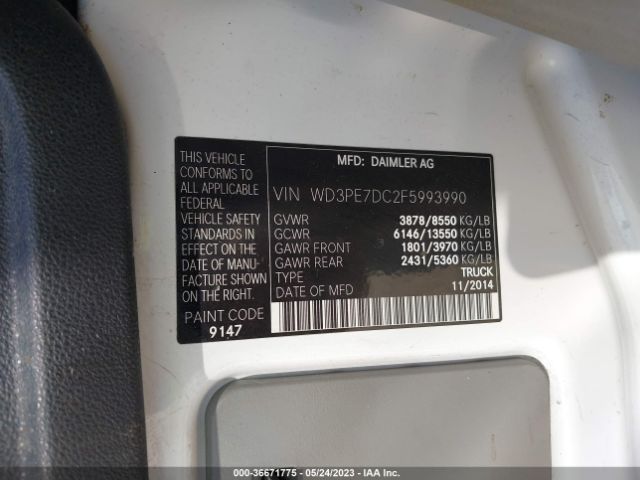 THIS VEHICLE
CONFORMS TO
ALL APPLICABLE
FEDERAL
VEHICLE SAFETY
STANDARDS IN
EFFECT ON THE
DATE OF MANU-
FACTURE SHOWN
ON THE RIGHT.
PAINT CODE
9147
MFD: DAIMLER AG
VIN WD3PE7DC2F5993990
GVWR 3878/8550 KG/LB
GCWR 6146/13550 KG/LB
GAWR FRONT 1801/3970 KG/LB
GAWR REAR 2431/5360 KG/LB
TYPE TRUCK
DATE OF MFD 11/2014
000-36671775 - 05/24/2023 - IAA Inc.